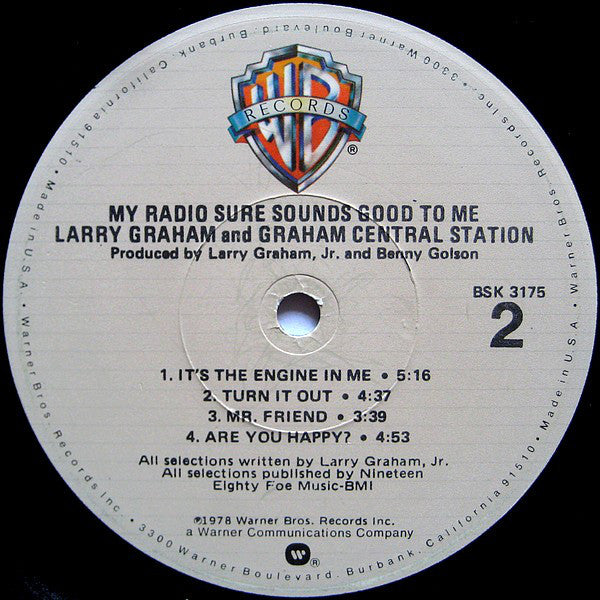 WB
RECORDS
®
MY RADIO SURE SOUNDS GOOD TO ME
LARRY GRAHAM and GRAHAM CENTRAL STATION
Produced by Larry Graham, Jr. and Benny Golson
BSK 3175
2
1. IT'S THE ENGINE IN ME • 5:16
2. TURN IT OUT • 4:37
3. MR. FRIEND • 3:39
4. ARE YOU HAPPY? • 4:53
All selections written by Larry Graham, Jr.
All selections published by Nineteen
Eighty Foe Music-BMI
℗1978 Warner Bros. Records Inc.
a Warner Communications Company
W ®
Warner Bros. Records Inc. • 3300 Warner Boulevard, Burbank, California 91510 • Made in U.S.A. • Warner Bros. Records Inc. • 3300 Warner Boulevard, Burbank, California 91510 • Made in U.S.A. •